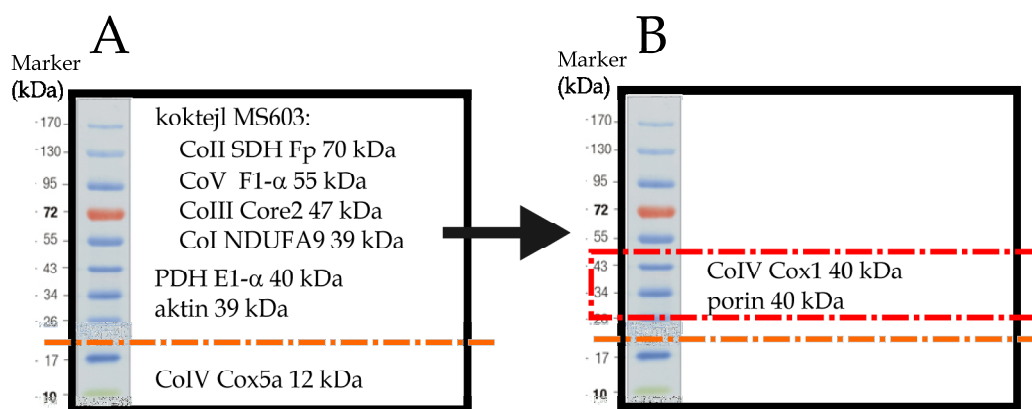 A
B
Marker
(kDa)
Marker
(kDa)
170
130
95
72
55
43
34
26
17
10
koktejl MS603:
CoII SDH Fp 70 kDa
CoV F1-α 55 kDa
CoIII Core2 47 kDa
CoI NDUFA9 39 kDa
PDH E1-α 40 kDa
aktin 39 kDa
CoIV Cox5a 12 kDa
170
130
95
72
55
43
34
17
10
CoIV Cox1 40 kDa
porin 40 kDa